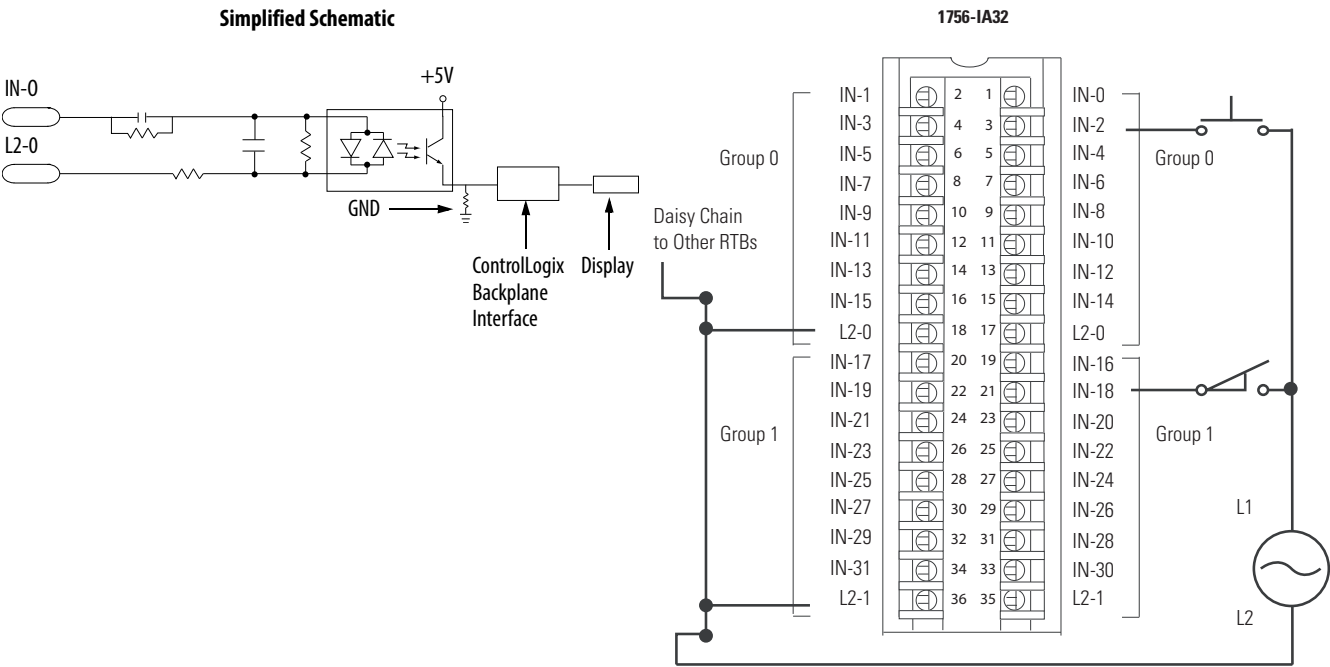 Simplified Schematic
IN-0
L2-0
+5V
GND
ControlLogix
Backplane
Interface
Display
1756-IA32
Daisy Chain
to Other RTBs
Group 0
Group 1
IN-1 2 1 IN-0
IN-3 4 3 IN-2
IN-5 6 5 IN-4
IN-7 8 7 IN-6
IN-9 10 9 IN-8
IN-11 12 11 IN-10
IN-13 14 13 IN-12
IN-15 16 15 IN-14
L2-0 18 17 L2-0
IN-17 20 19 IN-16
IN-19 22 21 IN-18
IN-21 24 23 IN-20
IN-23 26 25 IN-22
IN-25 28 27 IN-24
IN-27 30 29 IN-26
IN-29 32 31 IN-28
IN-31 34 33 IN-30
L2-1 36 35 L2-1
Group 0
Group 1
L1
L2